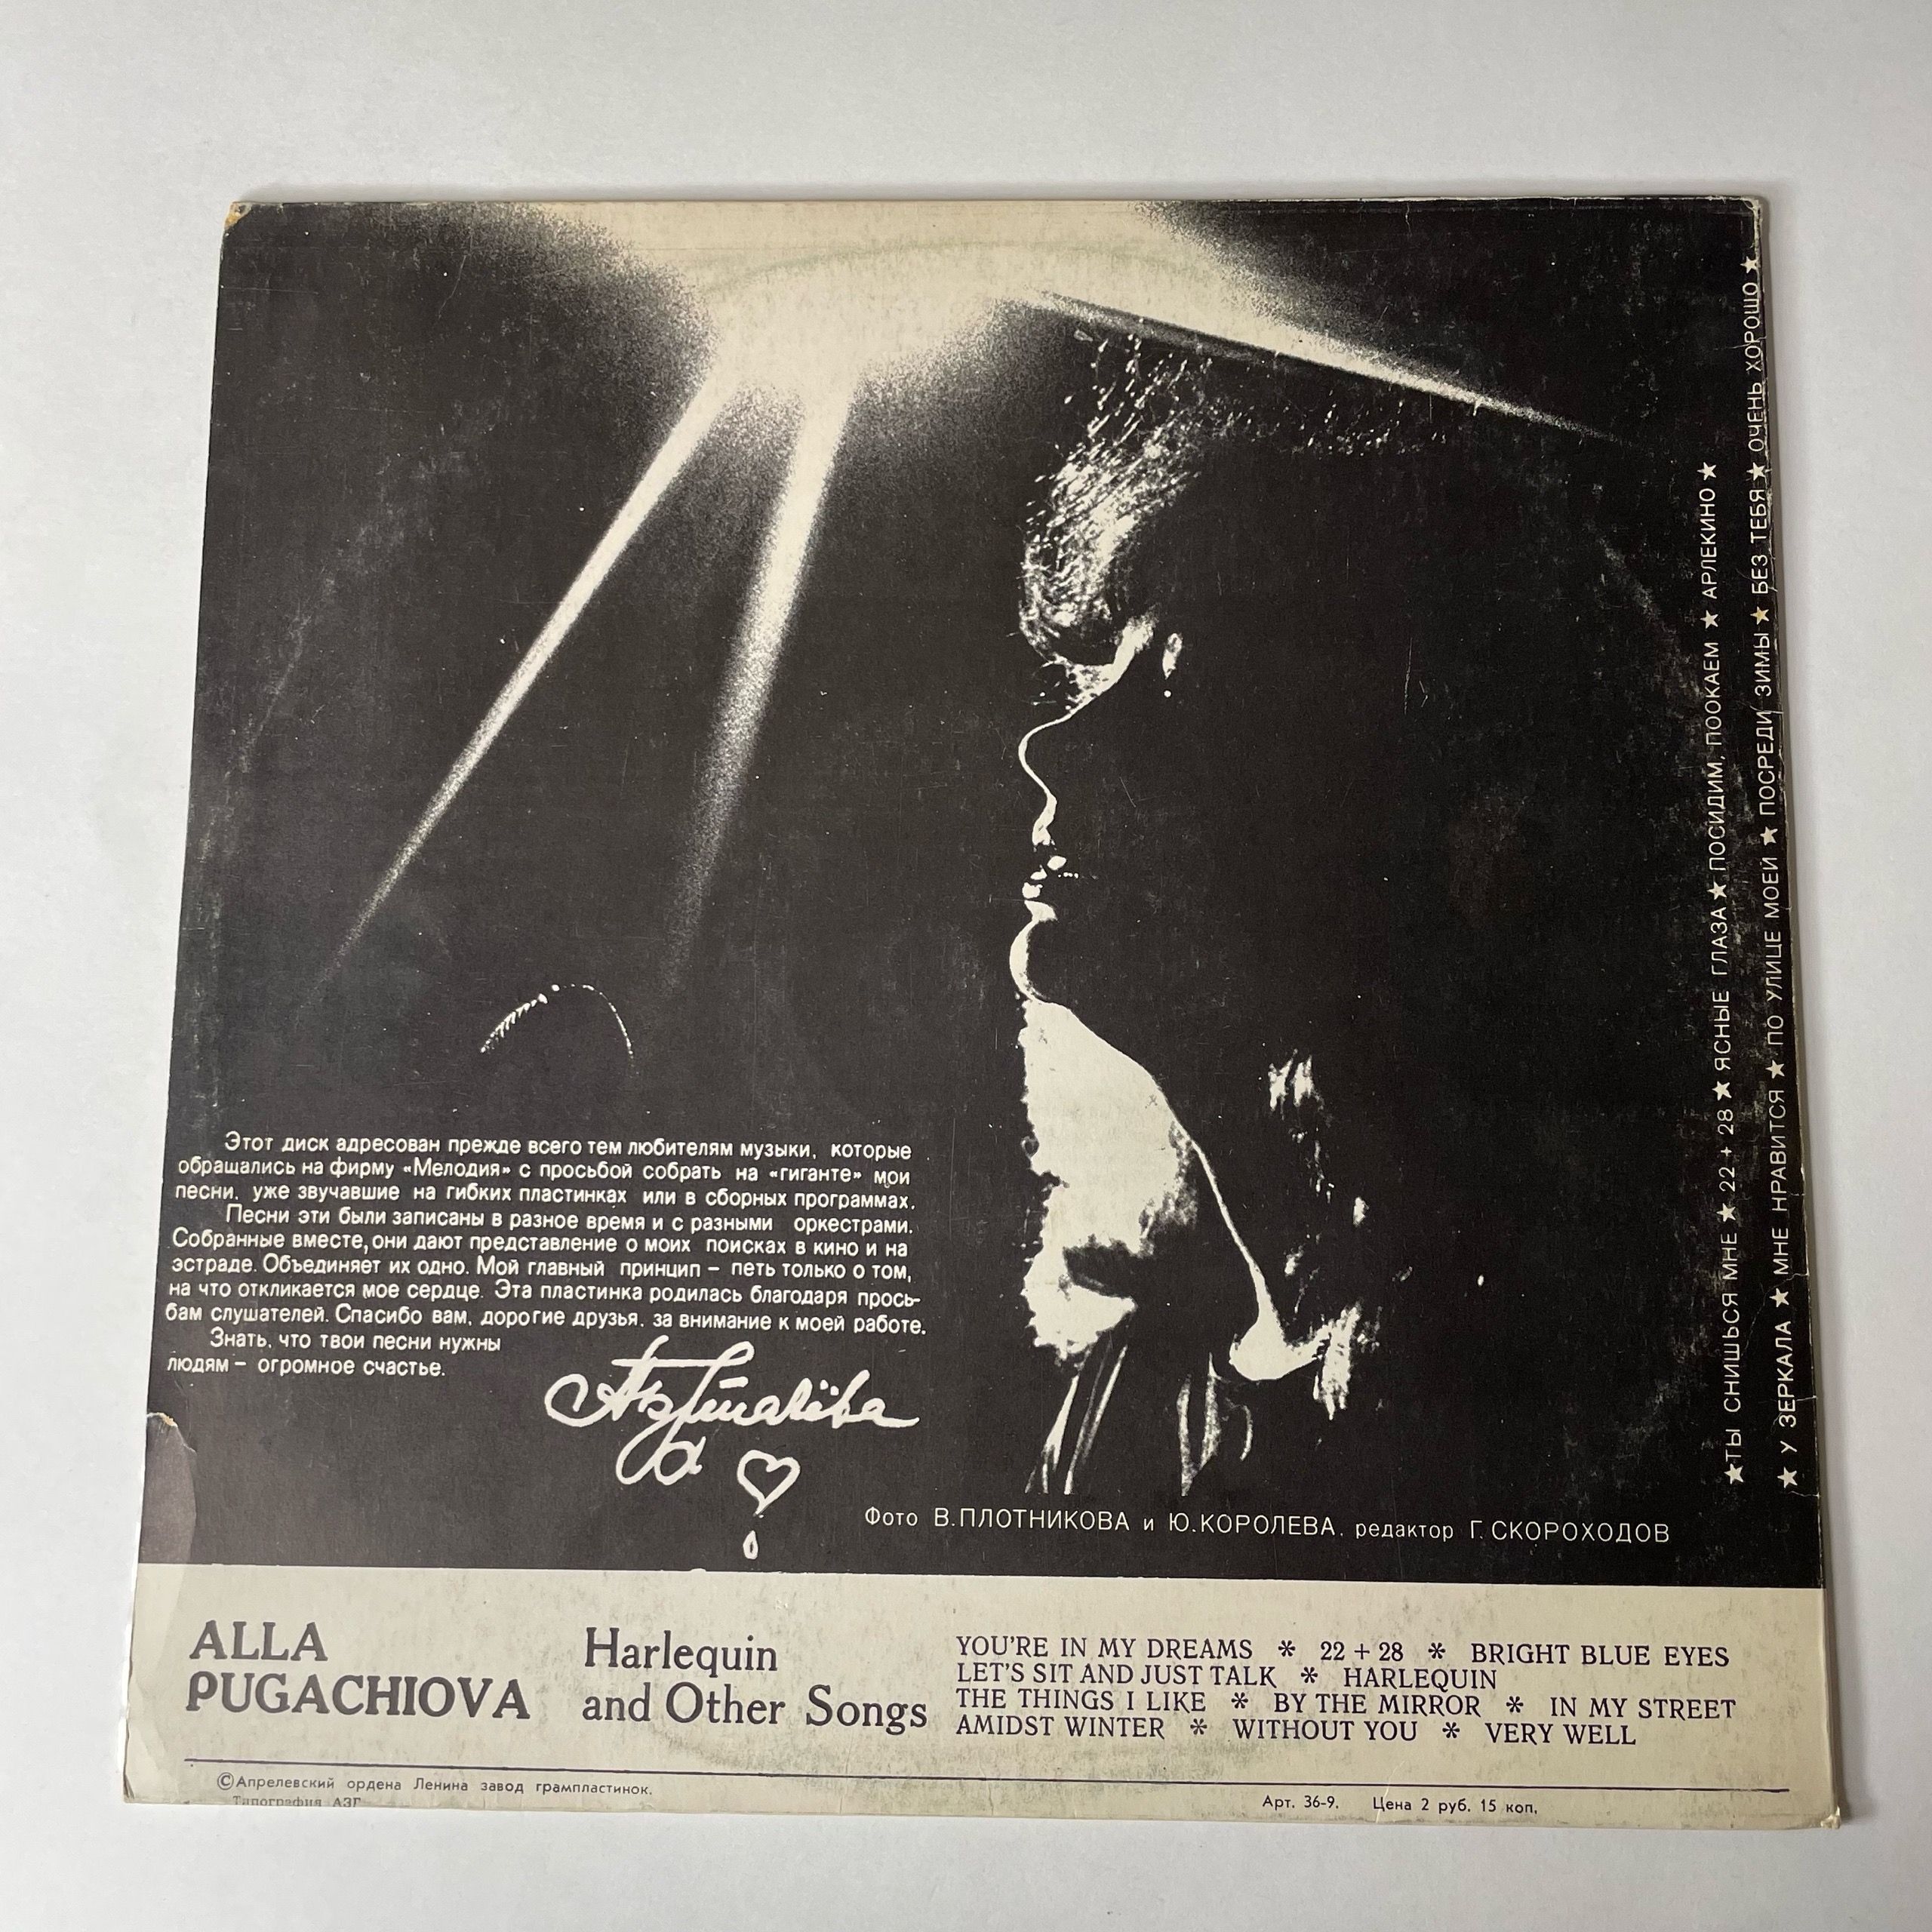 Этот диск адресован прежде всего тем любителям музыки, которые
обращались на фирму «Мелодия» с просьбой собрать на «гиганте» мои
песни, уже звучавшие на гибких пластинках или в сборных программах.
Песни эти были записаны в разное время и с разными оркестрами.
Собранные вместе, они дают представление о моих поисках в кино и на
эстраде. Объединяет их одно. Мой главный принцип – петь только о том,
на что откликается мое сердце. Эта пластинка родилась благодаря прось-
бам слушателей. Спасибо вам, дорогие друзья, за внимание к моей работе.
Знать, что твои песни нужны
людям – огромное счастье.
★ ТЫ СНИШЬСЯ МНЕ ★ 22 + 28 ★ ЯСНЫЕ ГЛАЗА ★ ПОСИДИМ, ПООКАЕМ ★ АРЛЕКИНО ★
★ У ЗЕРКАЛА ★ МНЕ НРАВИТСЯ ★ ПО УЛИЦЕ МОЕЙ ★ ПОСРЕДИ ЗИМЫ ★ БЕЗ ТЕБЯ ★ ОЧЕНЬ ХОРОШО ★
Фото В.ПЛОТНИКОВА и Ю.КОРОЛЕВА, редактор Г. СКОРОХОДОВ
ALLA
PUGACHIOVA
Harlequin
and Other Songs
YOU'RE IN MY DREAMS * 22 + 28 * BRIGHT BLUE EYES
LET'S SIT AND JUST TALK * HARLEQUIN
THE THINGS I LIKE * BY THE MIRROR * IN MY STREET
AMIDST WINTER * WITHOUT YOU * VERY WELL
©Апрелевский ордена Ленина завод грампластинок.
Типография АЗГ
Арт. 36-9. Цена 2 руб. 15 коп.